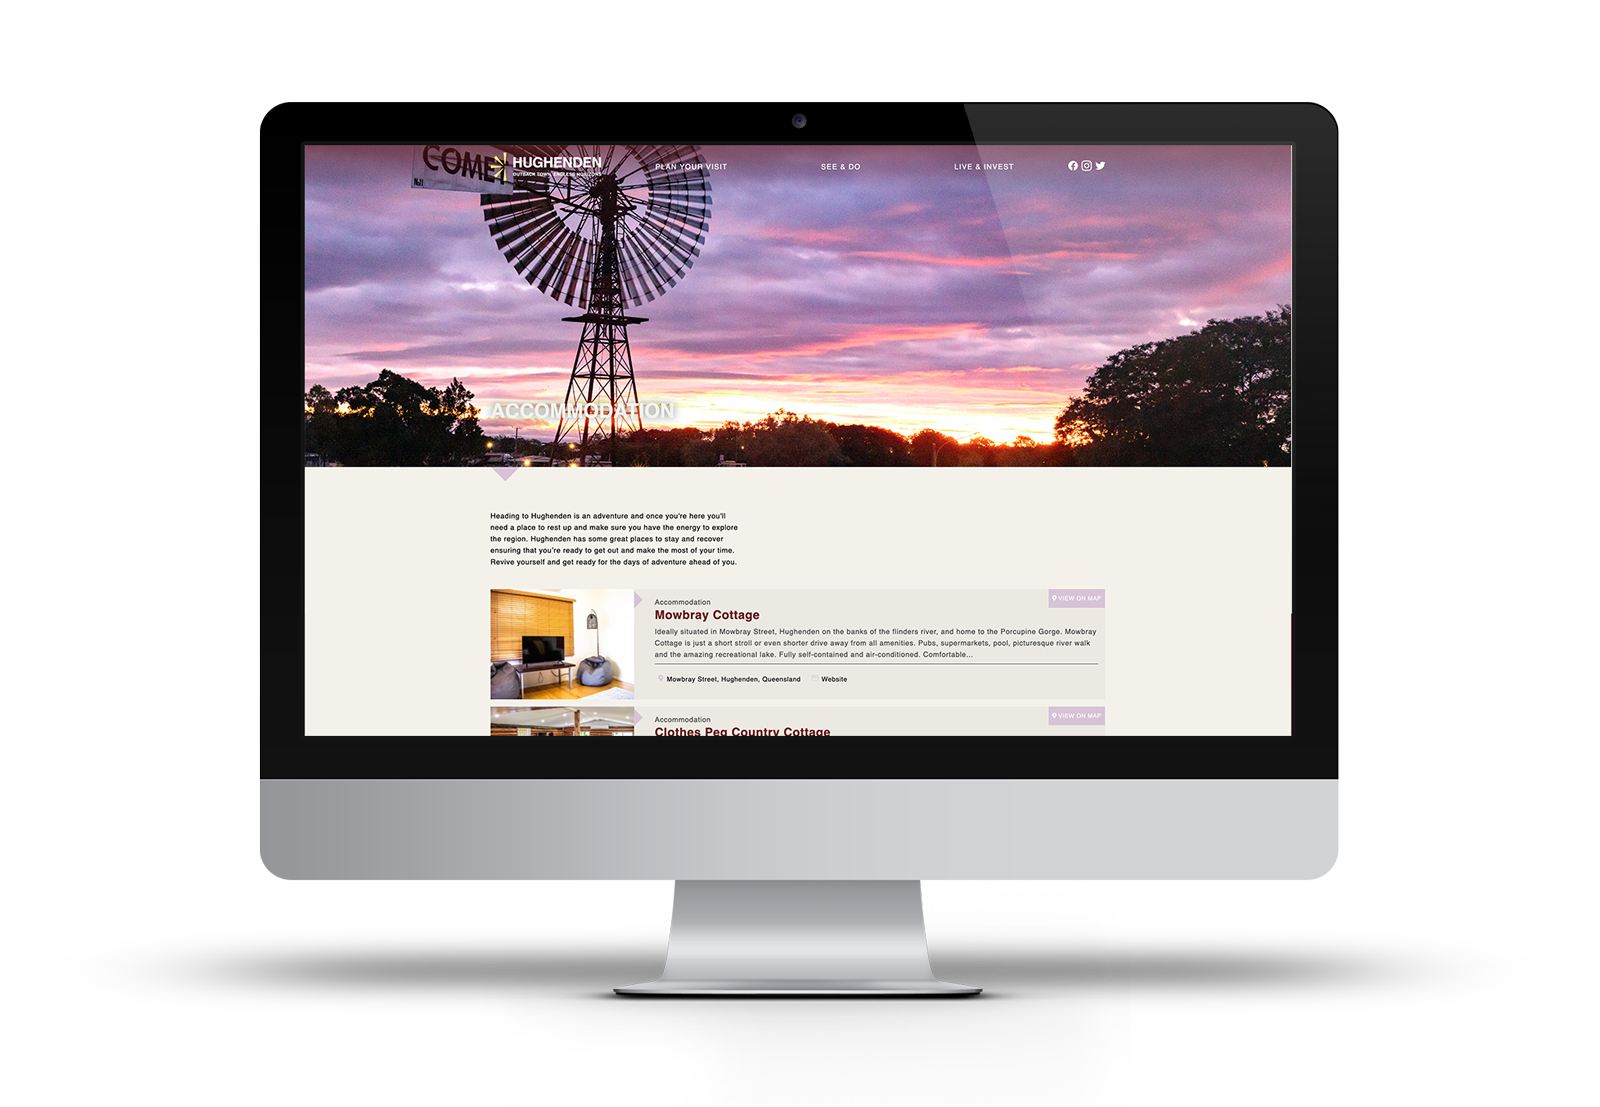 COMET
HUGHENDEN
OUTBACK TOWN, ENDLESS HORIZONS
PLAN YOUR VISIT
SEE & DO
LIVE & INVEST
ACCOMMODATION
Heading to Hughenden is an adventure and once you're here you'll
need a place to rest up and make sure you have the energy to explore
the region. Hughenden has some great places to stay and recover
ensuring that you're ready to get out and make the most of your time.
Revive yourself and get ready for the days of adventure ahead of you.
Accommodation
VIEW ON MAP
Mowbray Cottage
Ideally situated in Mowbray Street, Hughenden on the banks of the flinders river, and home to the Porcupine Gorge. Mowbray
Cottage is just a short stroll or even shorter drive away from all amenities. Pubs, supermarkets, pool, picturesque river walk
and the amazing recreational lake. Fully self-contained and air-conditioned. Comfortable...
Mowbray Street, Hughenden, Queensland
Website
Accommodation
VIEW ON MAP
Clothes Peg Country Cottage